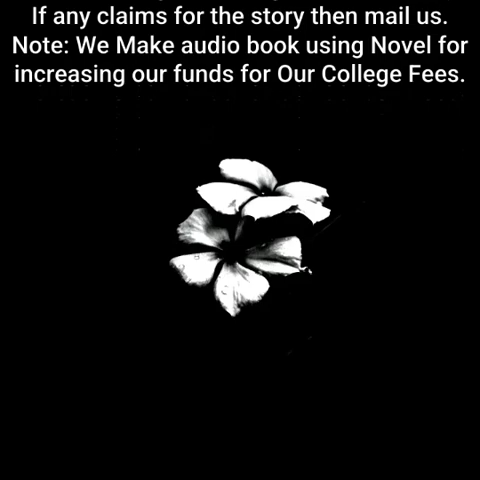 If any claims for the story then mail us.
Note: We Make audio book using Novel for
increasing our funds for Our College Fees.